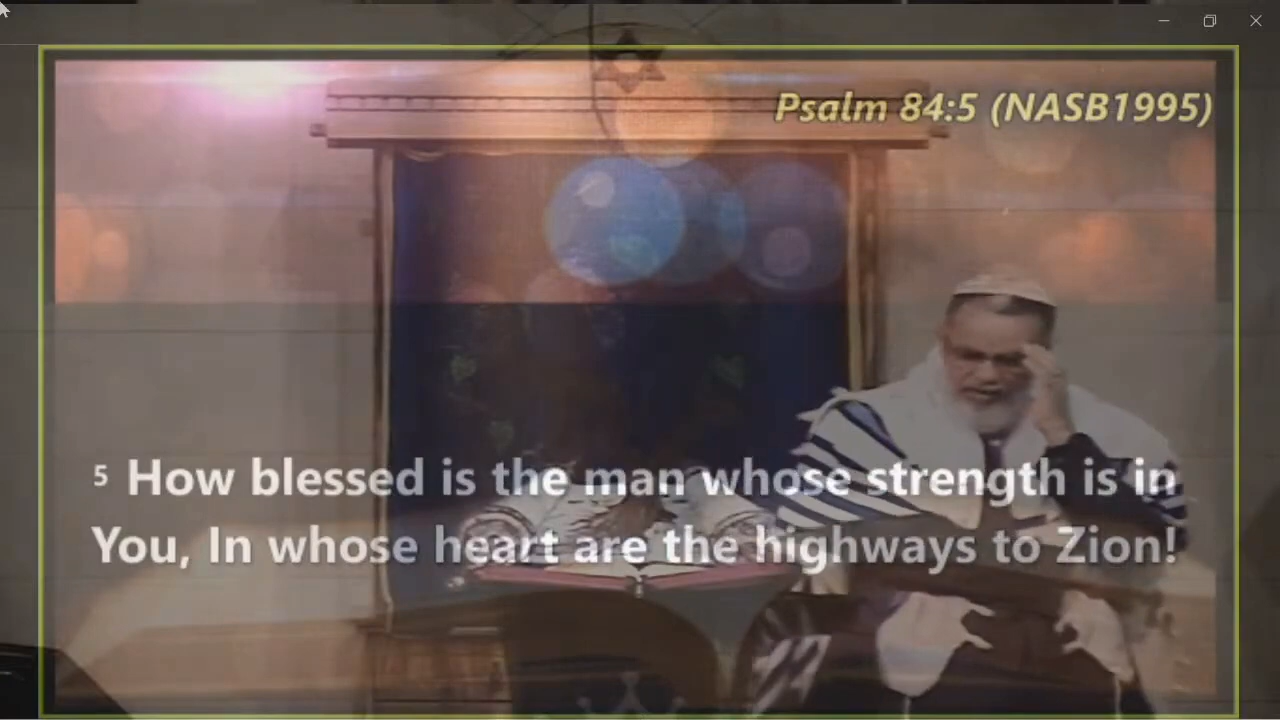 Psalm 84:5 (NASB1995)
5 How blessed is the man whose strength is in
You, In whose heart are the highways to Zion!